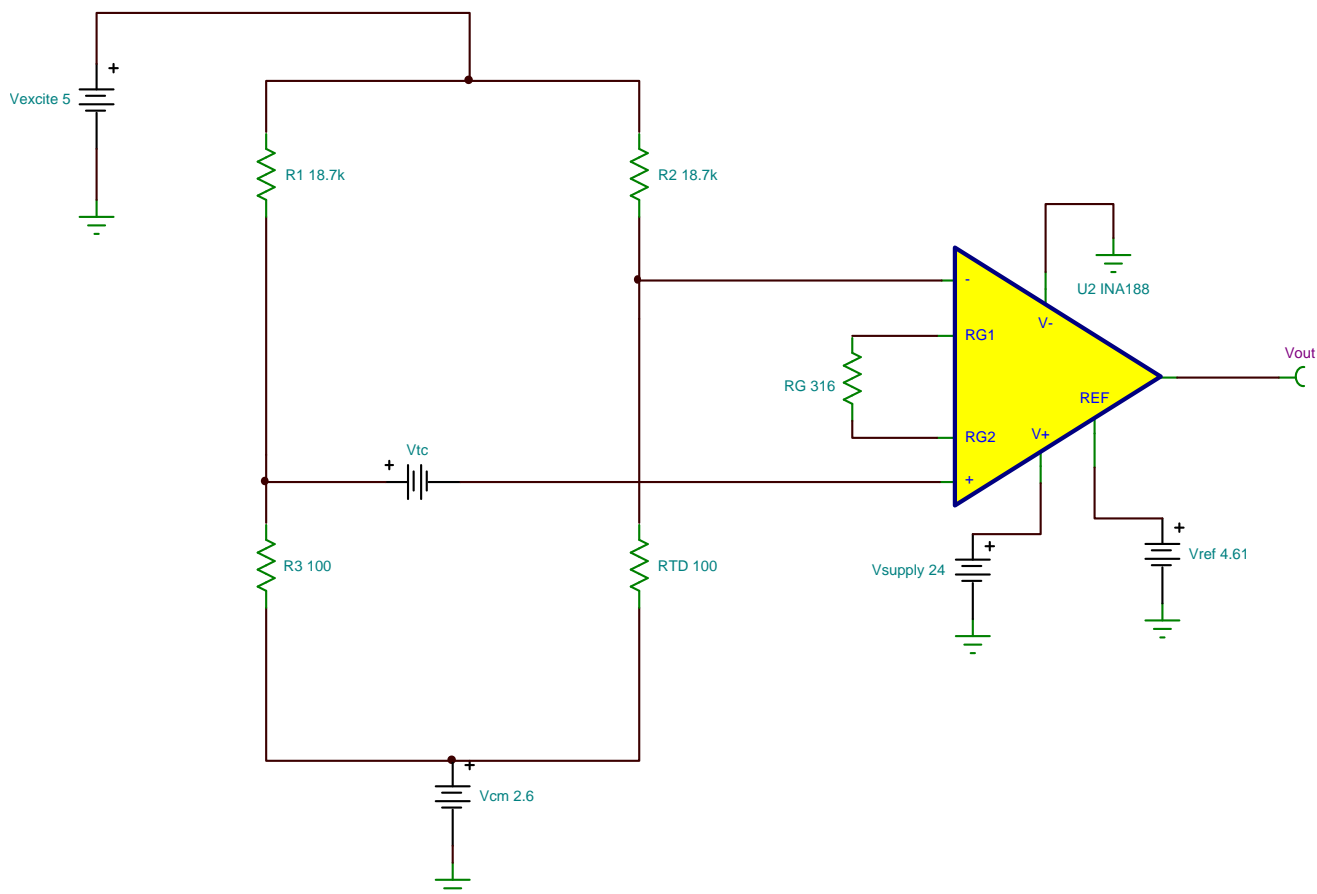 +
Vexcite 5
R1 18.7k
R2 18.7k
U2 INA188
-
V-
RG1
Vout
RG 316
REF
RG2
V+
Vtc
+
+
+
Vsupply 24
+
Vref 4.61
R3 100
RTD 100
+
Vcm 2.6